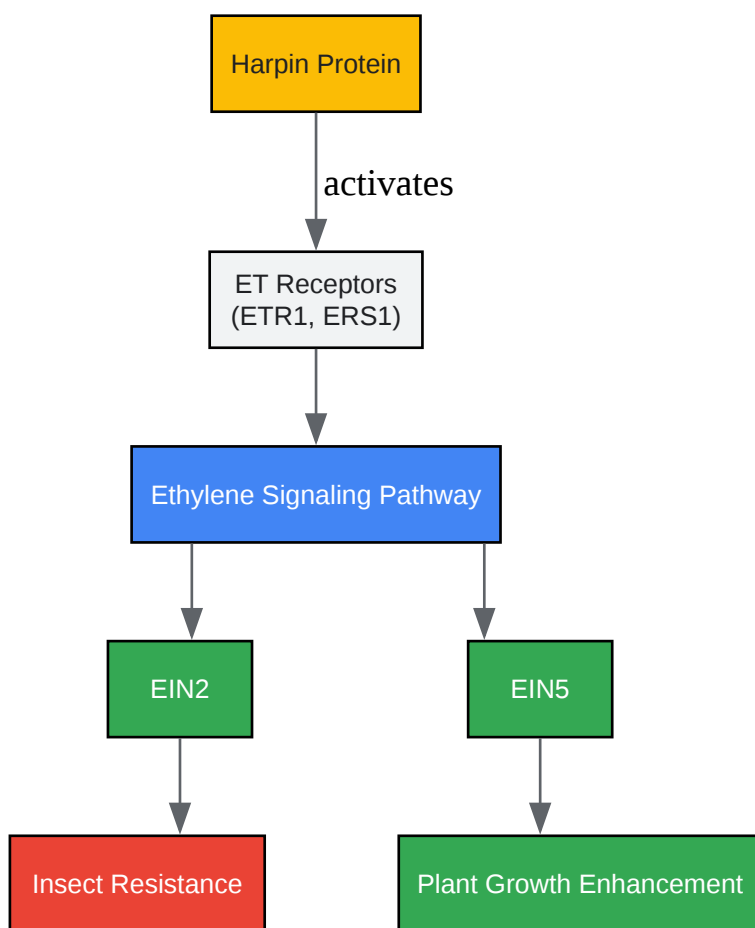 Harpin Protein
activates
ET Receptors
(ETR1, ERS1)
Ethylene Signaling Pathway
EIN2
EIN5
Insect Resistance
Plant Growth Enhancement